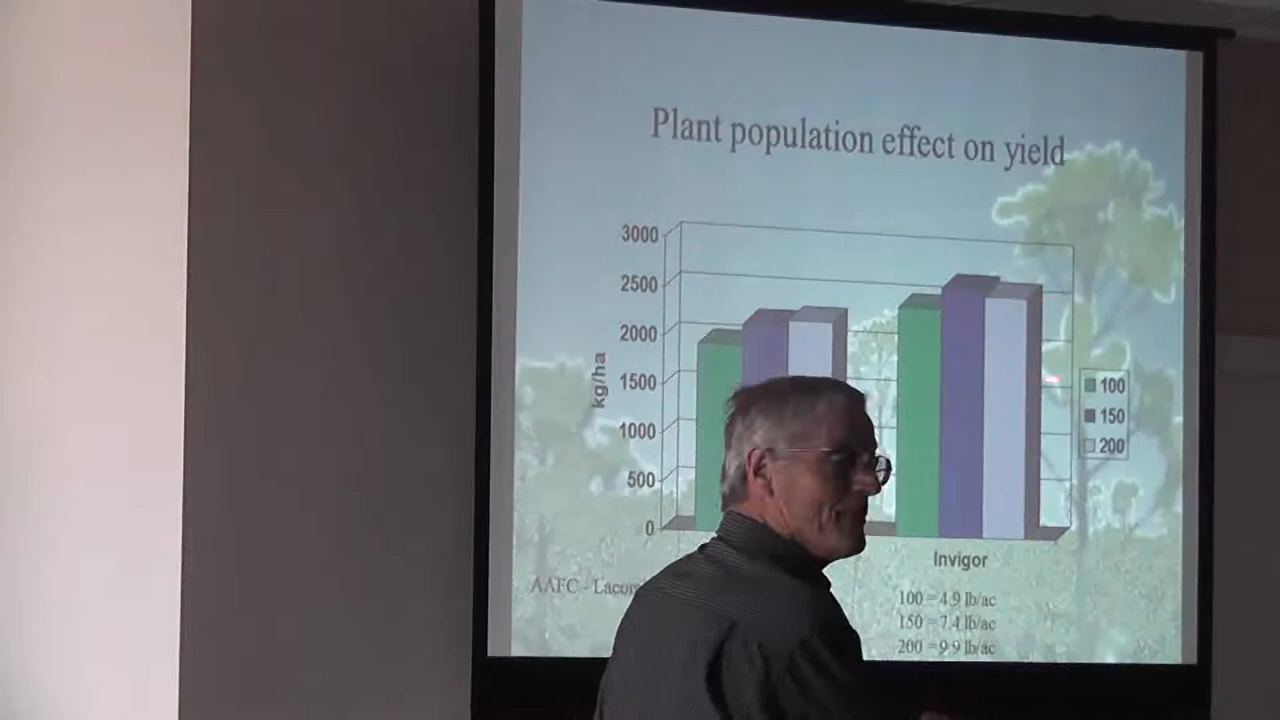 Plant population effect on yield
3000
2500
2000
1500
1000
500
0
kg/ha
100
150
200
Invigor
AAFC -
100 = 4.9 lb/ac
150 = 7.4 lb/ac
200 = 9.9 lb/ac